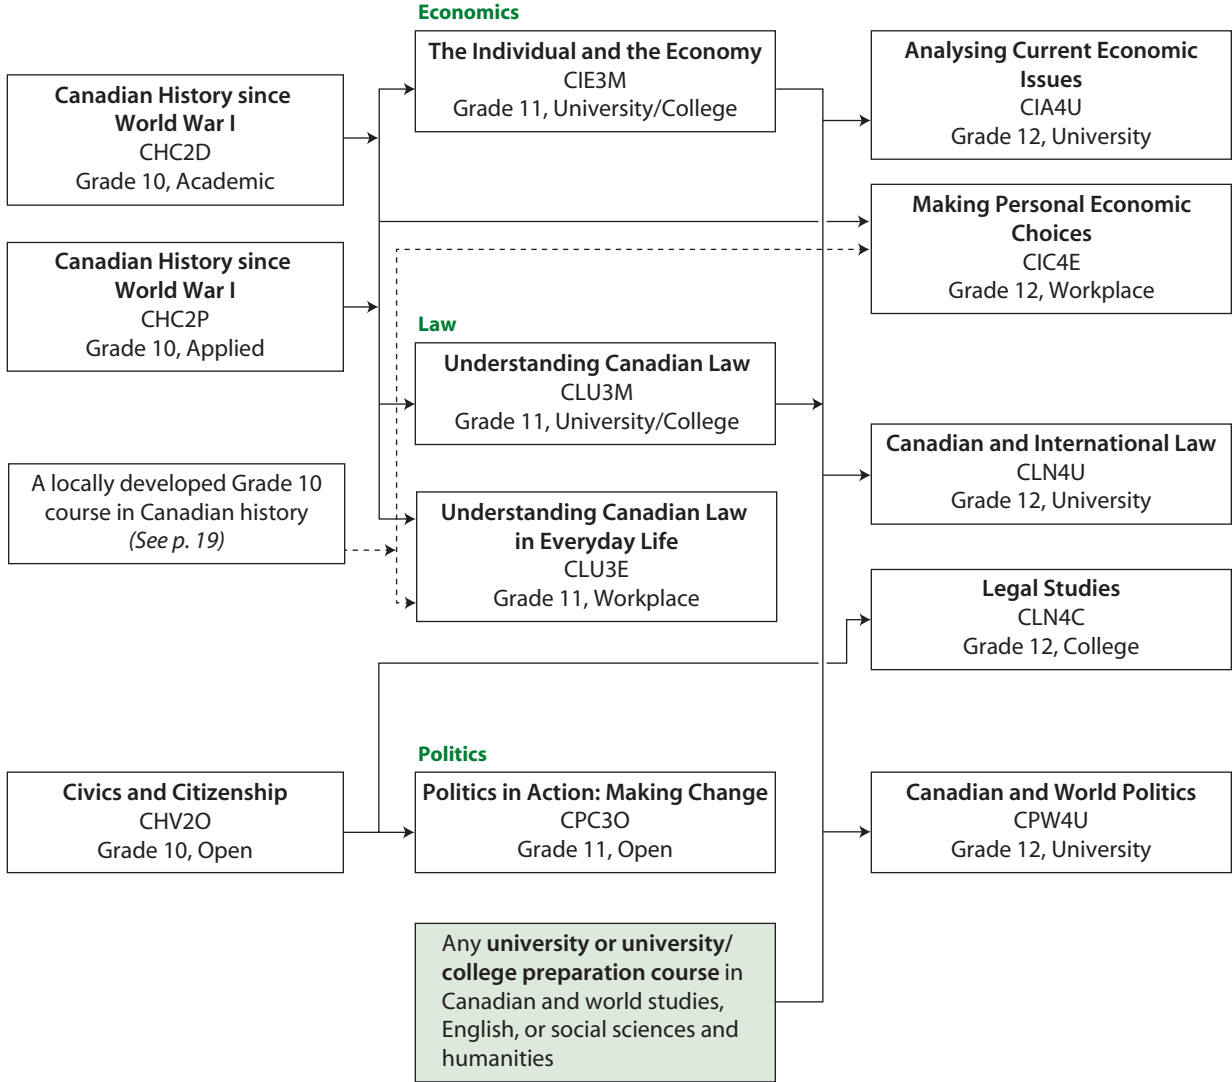 Economics
The Individual and the Economy
CIE3M
Grade 11, University/College
Analysing Current Economic
Issues
CIA4U
Grade 12, University
Canadian History since
World War I
CHC2D
Grade 10, Academic
Making Personal Economic
Choices
CIC4E
Grade 12, Workplace
Canadian History since
World War I
CHC2P
Grade 10, Applied
Law
Understanding Canadian Law
CLU3M
Grade 11, University/College
Canadian and International Law
CLN4U
Grade 12, University
A locally developed Grade 10
course in Canadian history
(See p. 19)
Understanding Canadian Law
in Everyday Life
CLU3E
Grade 11, Workplace
Legal Studies
CLN4C
Grade 12, College
Politics
Civics and Citizenship
CHV2O
Grade 10, Open
Politics in Action: Making Change
CPC3O
Grade 11, Open
Canadian and World Politics
CPW4U
Grade 12, University
Any university or university/
college preparation course in
Canadian and world studies,
English, or social sciences and
humanities